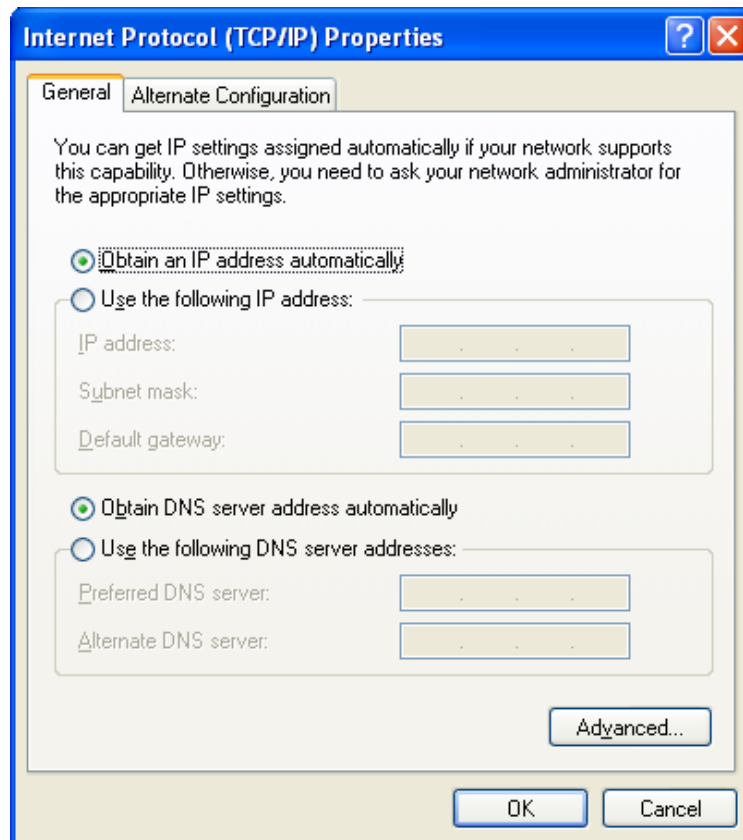 Internet Protocol (TCP/IP) Properties
General
Alternate Configuration
You can get IP settings assigned automatically if your network supports
this capability. Otherwise, you need to ask your network administrator for
the appropriate IP settings.
Obtain an IP address automatically
Use the following IP address:
IP address:
Subnet mask:
Default gateway:
Obtain DNS server address automatically
Use the following DNS server addresses:
Preferred DNS server:
Alternate DNS server:
Advanced...
OK
Cancel